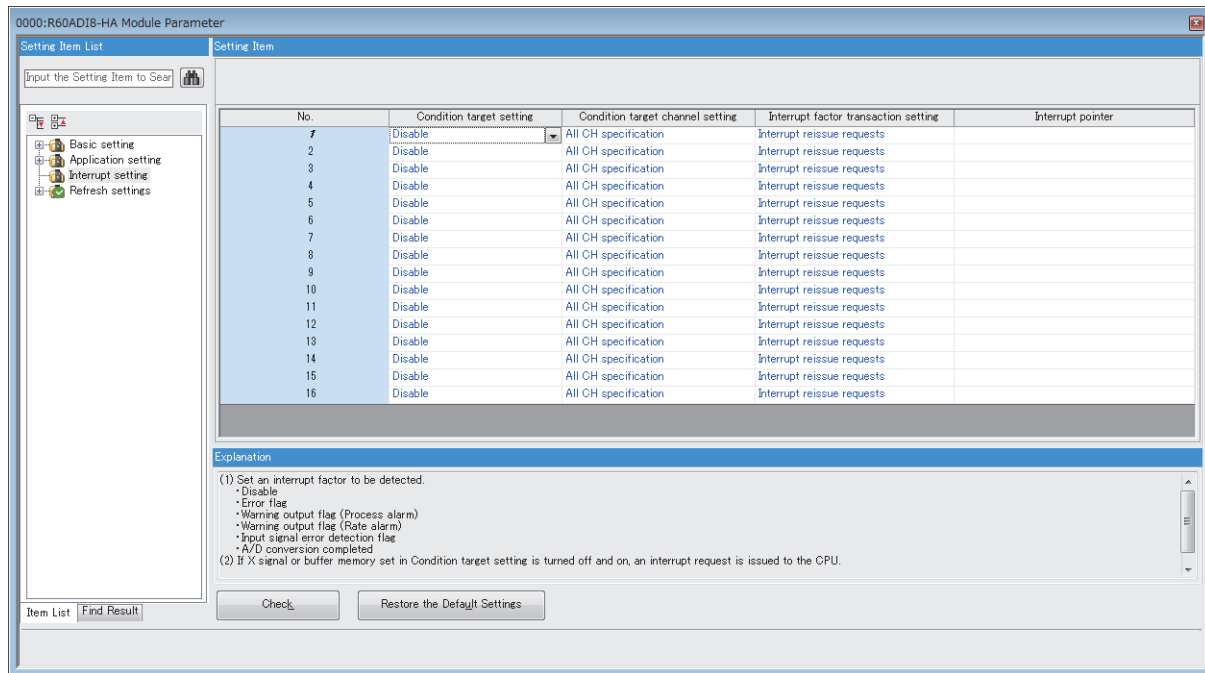 0000:R60ADI8-HA Module Parameter
Setting Item List
Setting Item
Input the Setting Item to Sear
Basic setting
Application setting
Interrupt setting
Refresh settings
No. Condition target setting Condition target channel setting Interrupt factor transaction setting Interrupt pointer
1 Disable All CH specification Interrupt reissue requests
2 Disable All CH specification Interrupt reissue requests
3 Disable All CH specification Interrupt reissue requests
4 Disable All CH specification Interrupt reissue requests
5 Disable All CH specification Interrupt reissue requests
6 Disable All CH specification Interrupt reissue requests
7 Disable All CH specification Interrupt reissue requests
8 Disable All CH specification Interrupt reissue requests
9 Disable All CH specification Interrupt reissue requests
10 Disable All CH specification Interrupt reissue requests
11 Disable All CH specification Interrupt reissue requests
12 Disable All CH specification Interrupt reissue requests
13 Disable All CH specification Interrupt reissue requests
14 Disable All CH specification Interrupt reissue requests
15 Disable All CH specification Interrupt reissue requests
16 Disable All CH specification Interrupt reissue requests
Explanation
(1) Set an interrupt factor to be detected.
・Disable
・Error flag
・Warning output flag (Process alarm)
・Warning output flag (Rate alarm)
・Input signal error detection flag
・A/D conversion completed
(2) If X signal or buffer memory set in Condition target setting is turned off and on, an interrupt request is issued to the CPU.
Item List Find Result
Check Restore the Default Settings